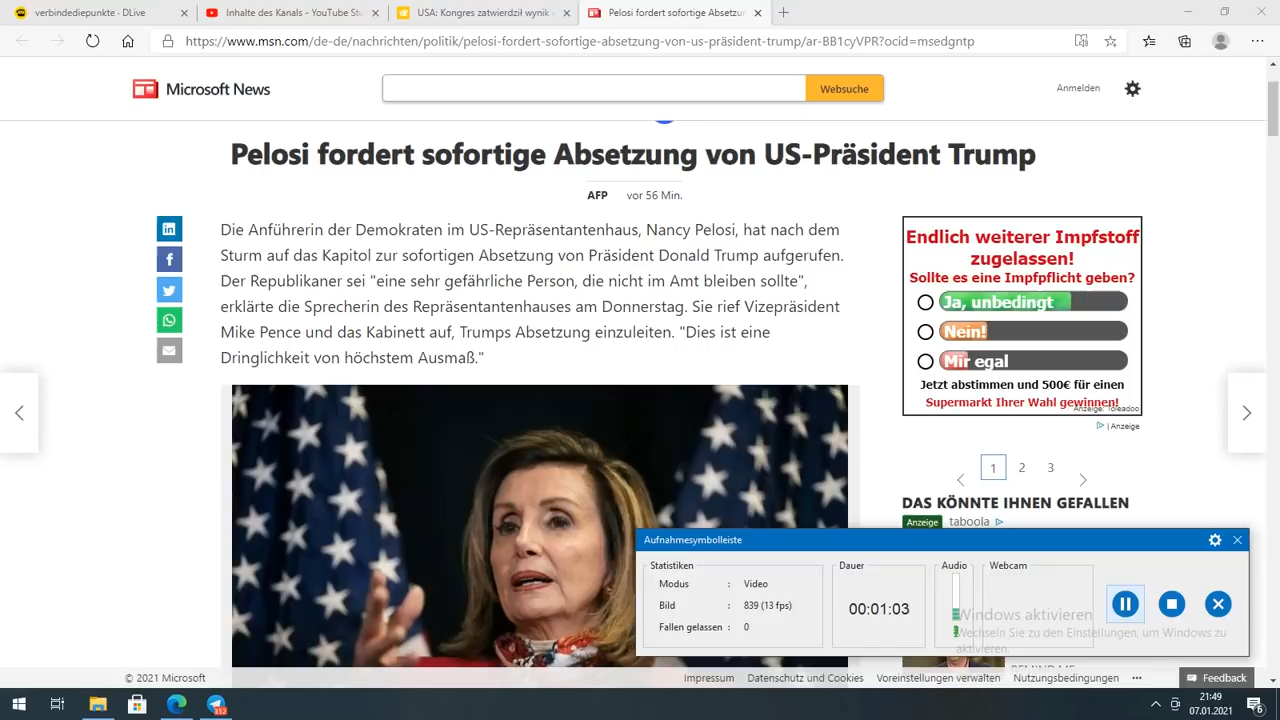 verbindediepunkte - DLive
Inhalte des Kanals - YouTube St
USA: Kongres zatwierdził wynik
Pelosi fordert sofortige Absetzu
https://www.msn.com/de-de/nachrichten/politik/pelosi-fordert-sofortige-absetzung-von-us-präsident-trump/ar-BB1cyVPR?ocid=msedgntp
Microsoft News
Websuche
Anmelden
Pelosi fordert sofortige Absetzung von US-Präsident Trump
AFP vor 56 Min.
Die Anführerin der Demokraten im US-Repräsentantenhaus, Nancy Pelosi, hat nach dem
Sturm auf das Kapitol zur sofortigen Absetzung von Präsident Donald Trump aufgerufen.
Der Republikaner sei "eine sehr gefährliche Person, die nicht im Amt bleiben sollte",
erklärte die Sprecherin des Repräsentantenhauses am Donnerstag. Sie rief Vizepräsident
Mike Pence und das Kabinett auf, Trumps Absetzung einzuleiten. "Dies ist eine
Dringlichkeit von höchstem Ausmaß."
Endlich weiterer Impfstoff
zugelassen!
Sollte es eine Impfpflicht geben?
Ja, unbedingt
Nein!
Mir egal
Jetzt abstimmen und 500€ für einen
Supermarkt Ihrer Wahl gewinnen!
Anzeige: Toleadoo
| Anzeige
1 2 3
DAS KÖNNTE IHNEN GEFALLEN
Anzeige taboola
Aufnahmesymbolleiste
Statistiken
Modus : Video
Bild : 839 (13 fps)
Fallen gelassen : 0
Dauer
00:01:03
Audio
Webcam
Windows aktivieren
Wechseln Sie zu den Einstellungen, um Windows zu
aktivieren.
REMIND ME
© 2021 Microsoft
Impressum Datenschutz und Cookies Voreinstellungen verwalten Nutzungsbedingungen ••• Feedback
21:49
07.01.2021
6